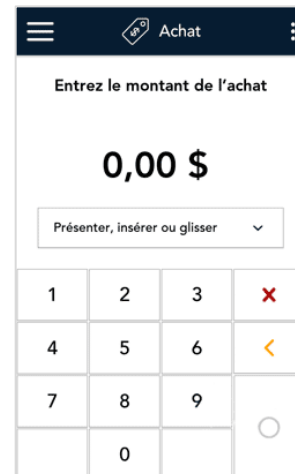 Achat
Entrez le montant de l'achat
0,00 $
Présenter, insérer ou glisser
1 2 3
4 5 6
7 8 9
0